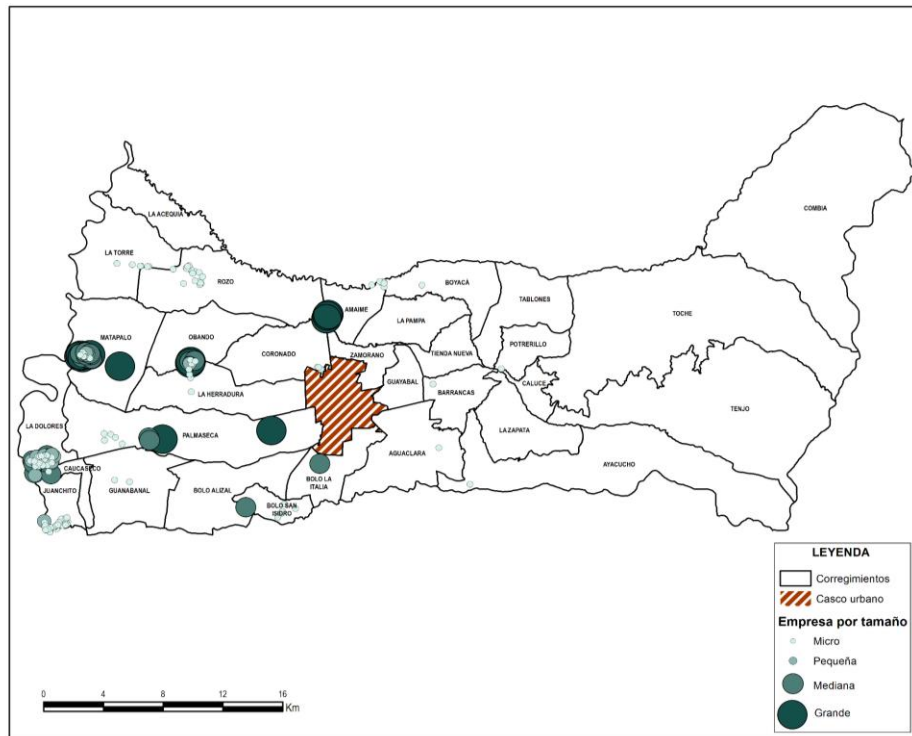 COMBIA
LA ACEQUIA
LA TORRE
ROZO
BOYACÁ
TABLONES
AMAIME
LA PAMPA
TOCHE
MATAPALO
OBANDO
CORONADO
ZAMORANO
TIENDA NUEVA
POTRERILLO
GUAYABAL
CALUCE
BARRANCAS
LA HERRADURA
TENJO
LA DOLORES
PALMASECA
LA ZAPATA
AGUACLARA
AYACUCHO
CAUCASECO
JUANCHITO
GUANABANAL
BOLO ALIZAL
BOLO LA
ITALIA
BOLO SAN
ISIDRO
LEYENDA
Corregimientos
Casco urbano
Empresa por tamaño
Micro
Pequeña
Mediana
Grande
0 4 8 12 16
Km